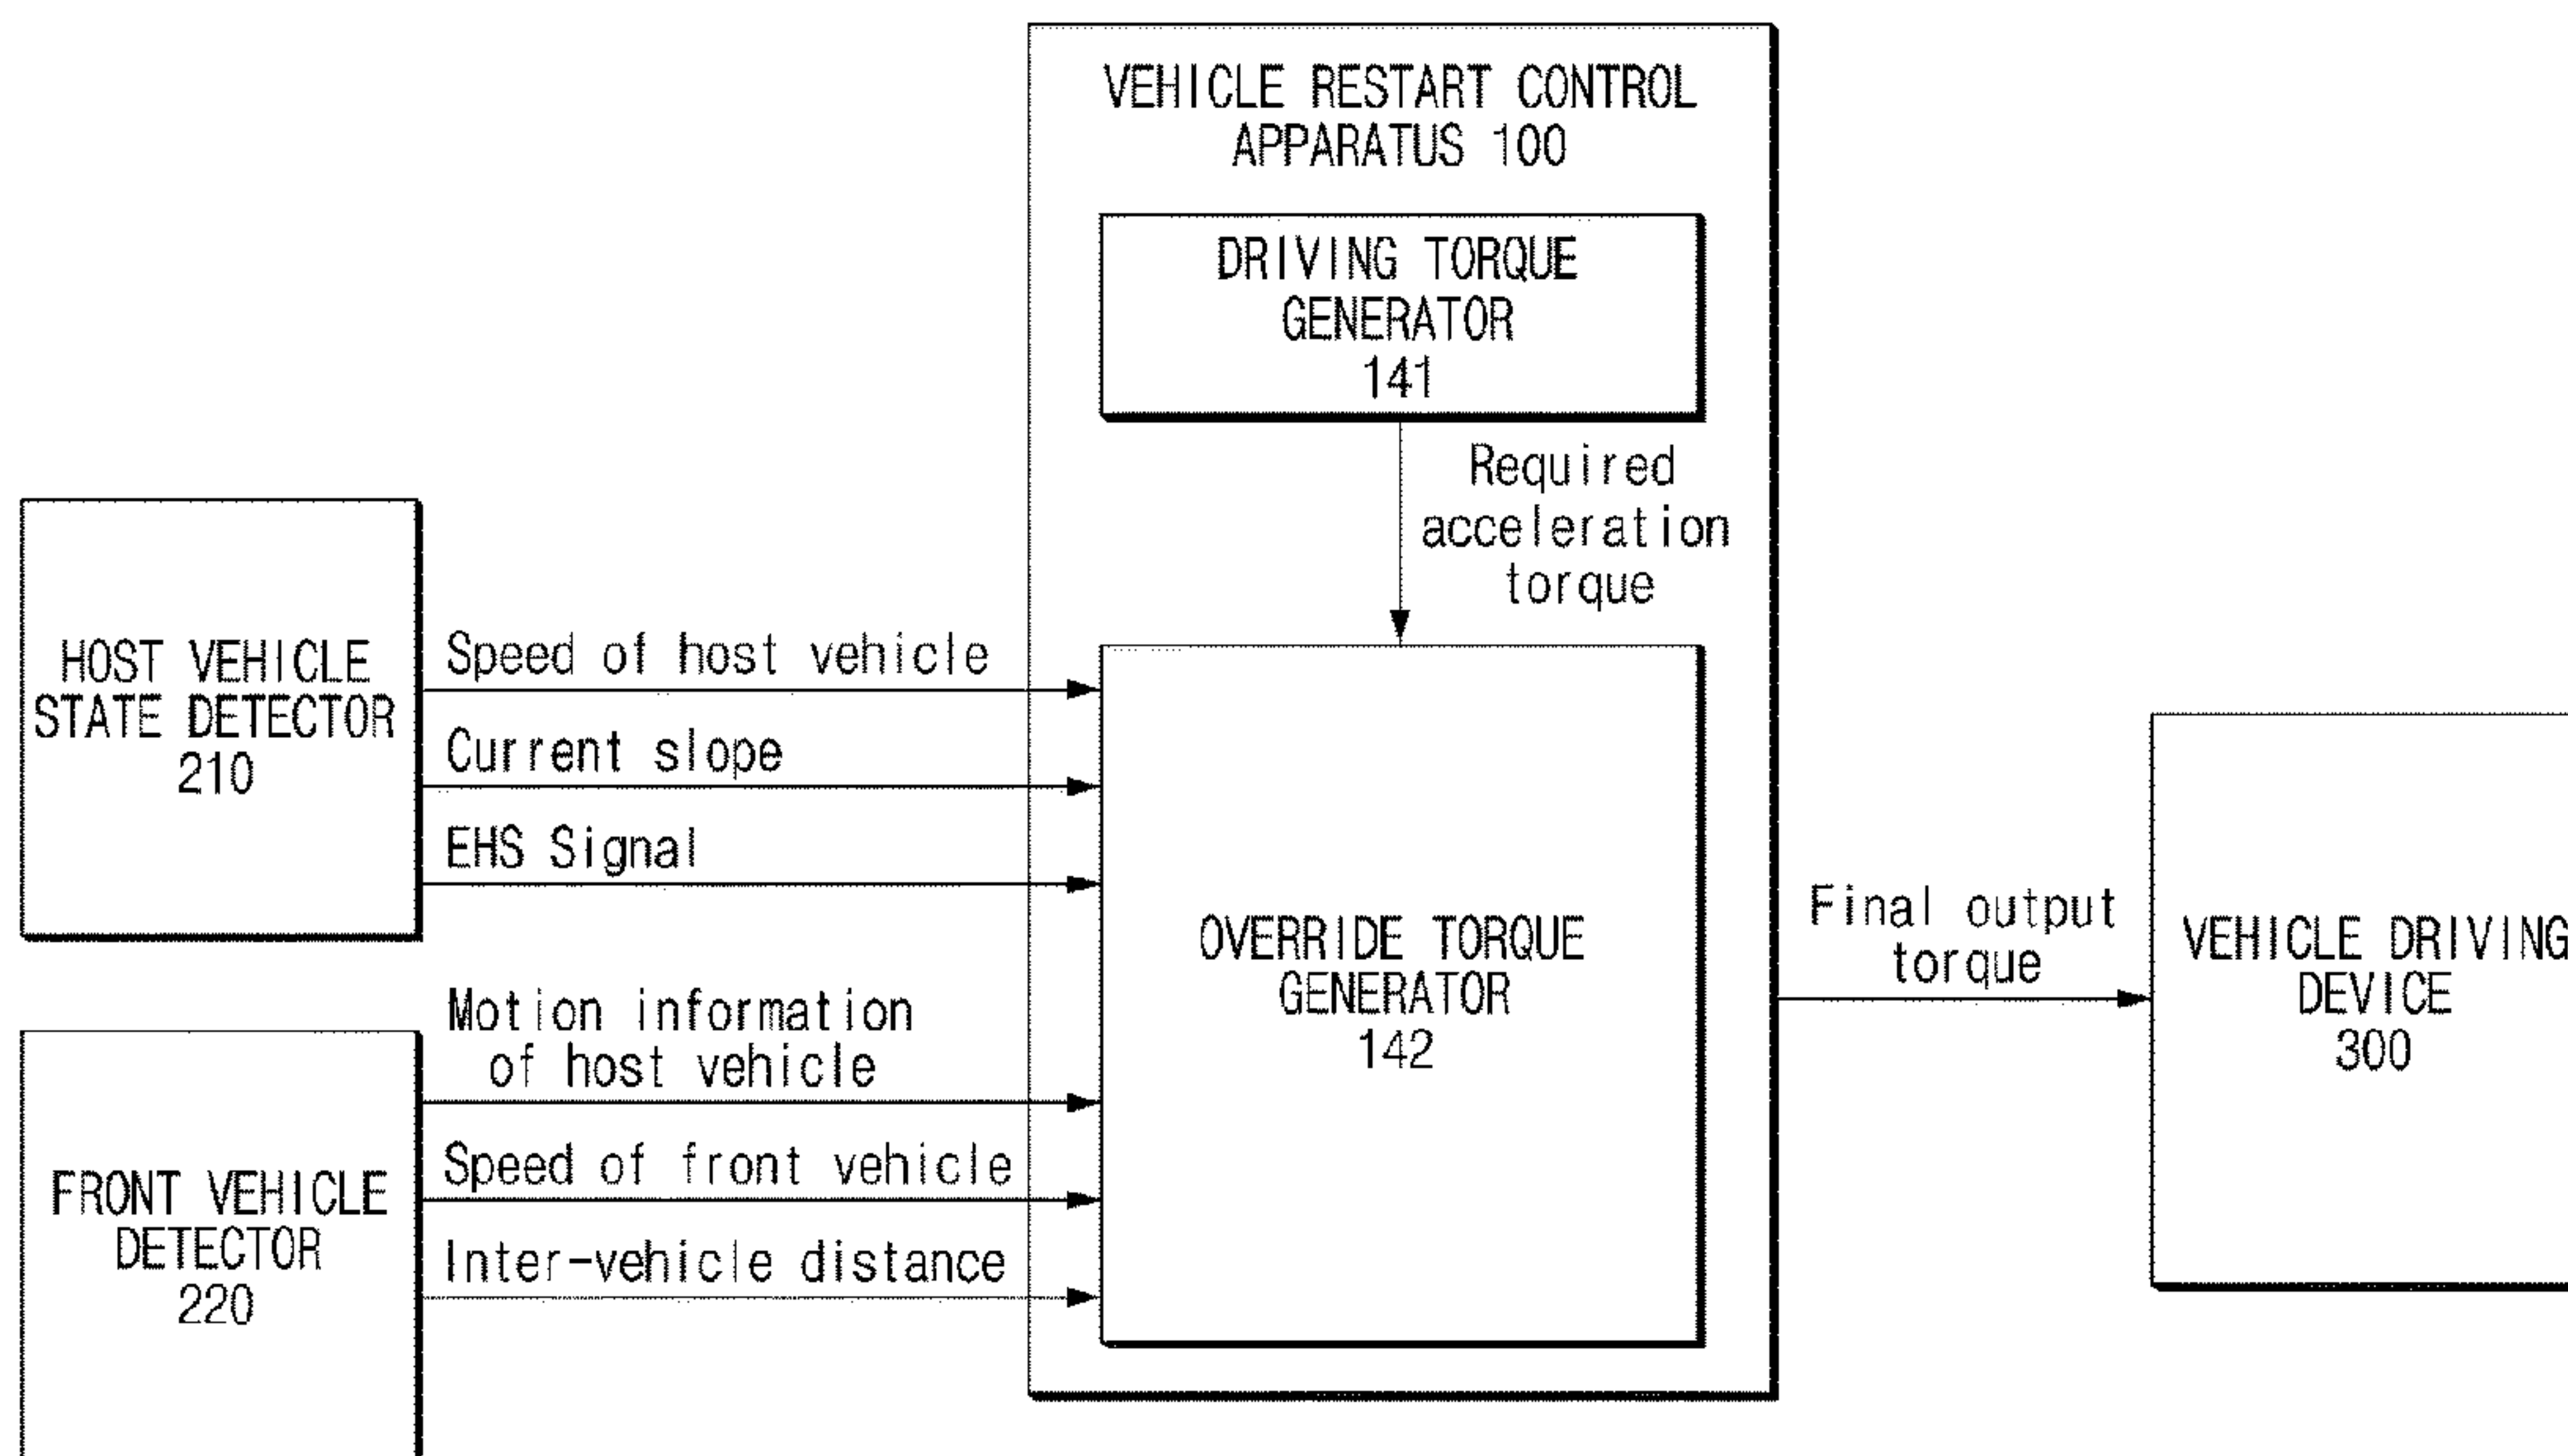 VEHICLE RESTART CONTROL
APPARATUS 100
DRIVING TORQUE
GENERATOR
141
Required
acceleration
torque
HOST VEHICLE
STATE DETECTOR
210
Speed of host vehicle
Current slope
EHS Signal
Motion information
of host vehicle
Speed of front vehicle
Inter-vehicle distance
FRONT VEHICLE
DETECTOR
220
OVERRIDE TORQUE
GENERATOR
142
Final output
torque
VEHICLE DRIVING
DEVICE
300